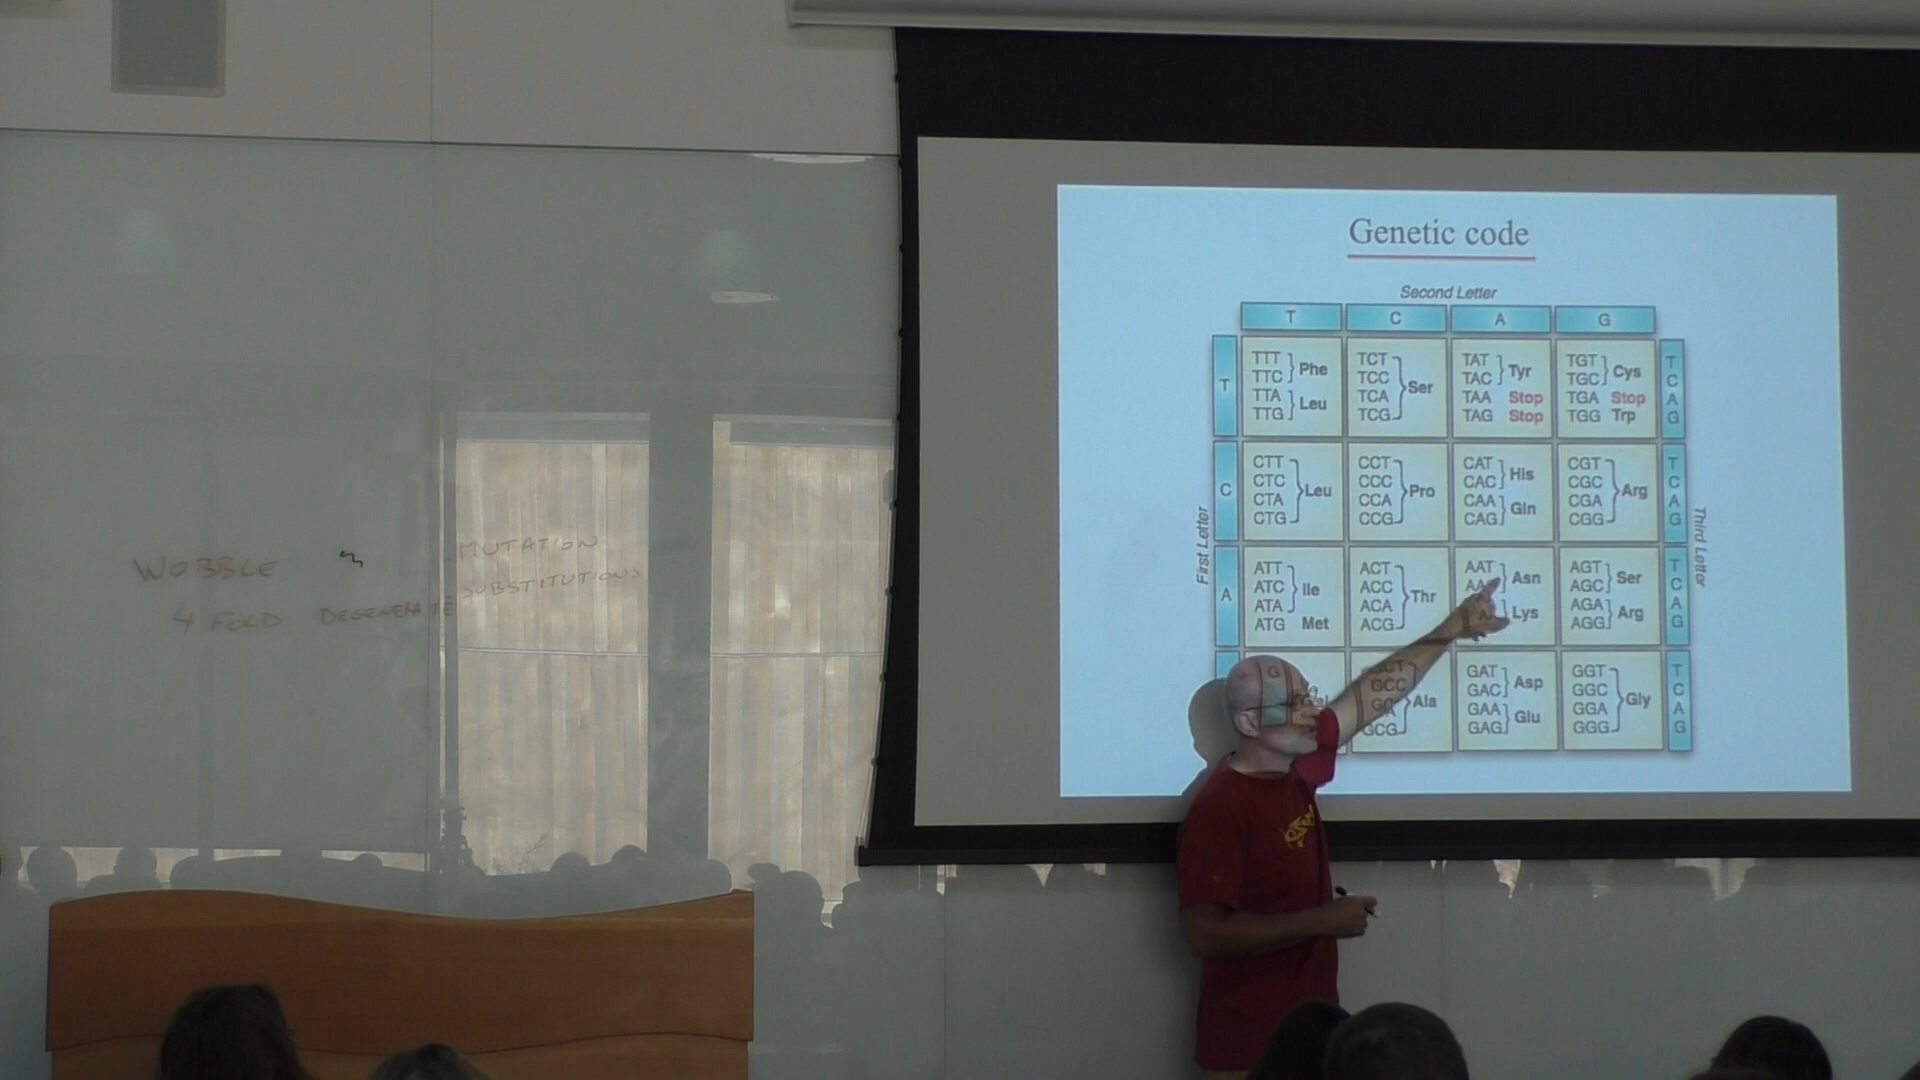 WOBBLE
4 FOLD DEGENERATE
MUTATION
SUBSTITUTIONS
Genetic code
Second Letter
T C A G
First Letter
Third Letter
T
TTT TTC Phe
TTA TTG Leu
TCT TCC TCA TCG Ser
TAT TAC Tyr
TAA Stop
TAG Stop
TGT TGC Cys
TGA Stop
TGG Trp
T C A G
C
CTT CTC CTA CTG Leu
CCT CCC CCA CCG Pro
CAT CAC His
CAA CAG Gln
CGT CGC CGA CGG Arg
T C A G
A
ATT ATC ATA Ile
ATG Met
ACT ACC ACA ACG Thr
AAT Asn
Lys
AGT AGC Ser
AGA AGG Arg
T C A G
G
GCC GCG Ala
GAT GAC Asp
GAA GAG Glu
GGT GGC GGA GGG Gly
T C A G